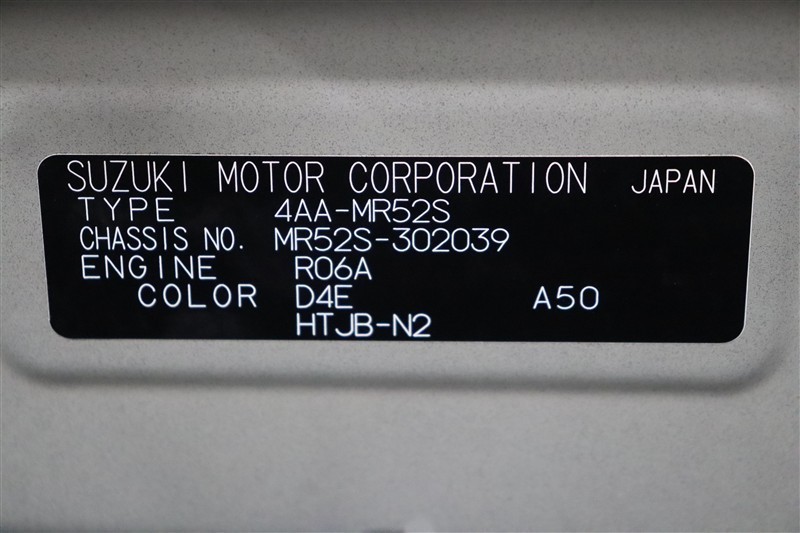 SUZUKI MOTOR CORPORATION JAPAN
TYPE 4AA-MR52S
CHASSIS NO. MR52S-302039
ENGINE R06A
COLOR D4E A50
HTJB-N2